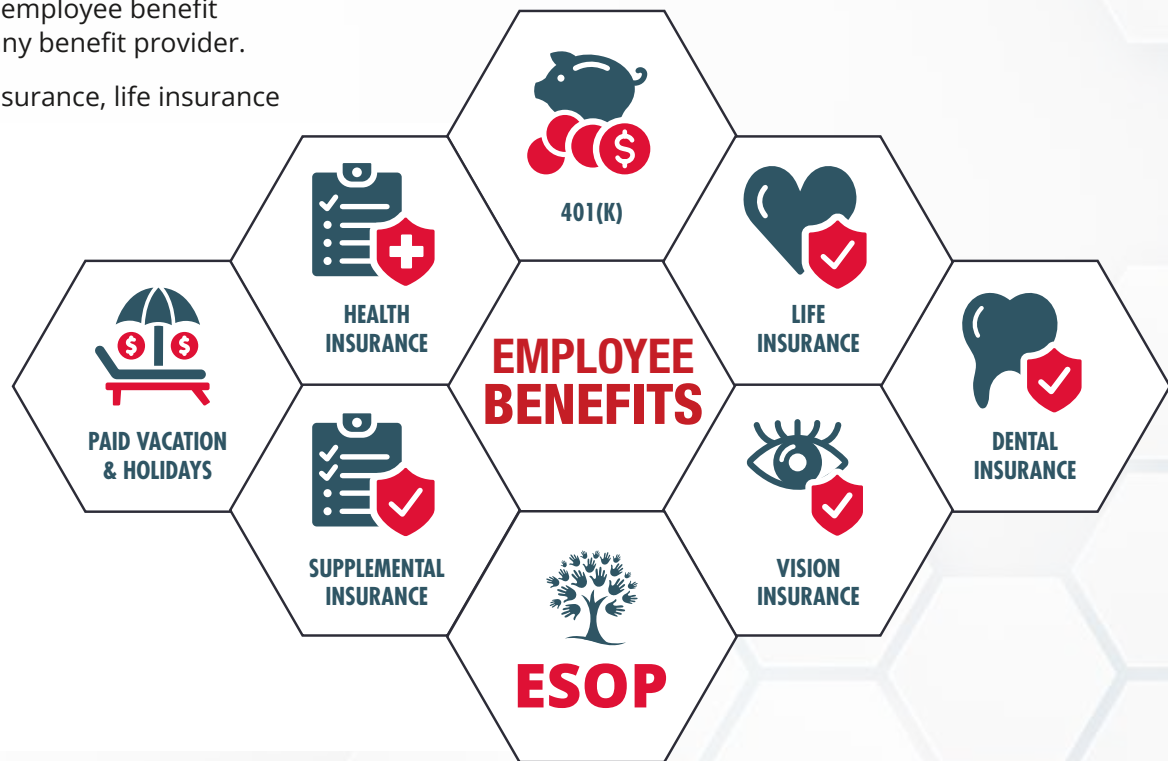 employee benefit
ny benefit provider.
surance, life insurance
$
401(K)
HEALTH
INSURANCE
LIFE
INSURANCE
$ $
PAID VACATION
& HOLIDAYS
EMPLOYEE
BENEFITS
DENTAL
INSURANCE
SUPPLEMENTAL
INSURANCE
VISION
INSURANCE
ESOP